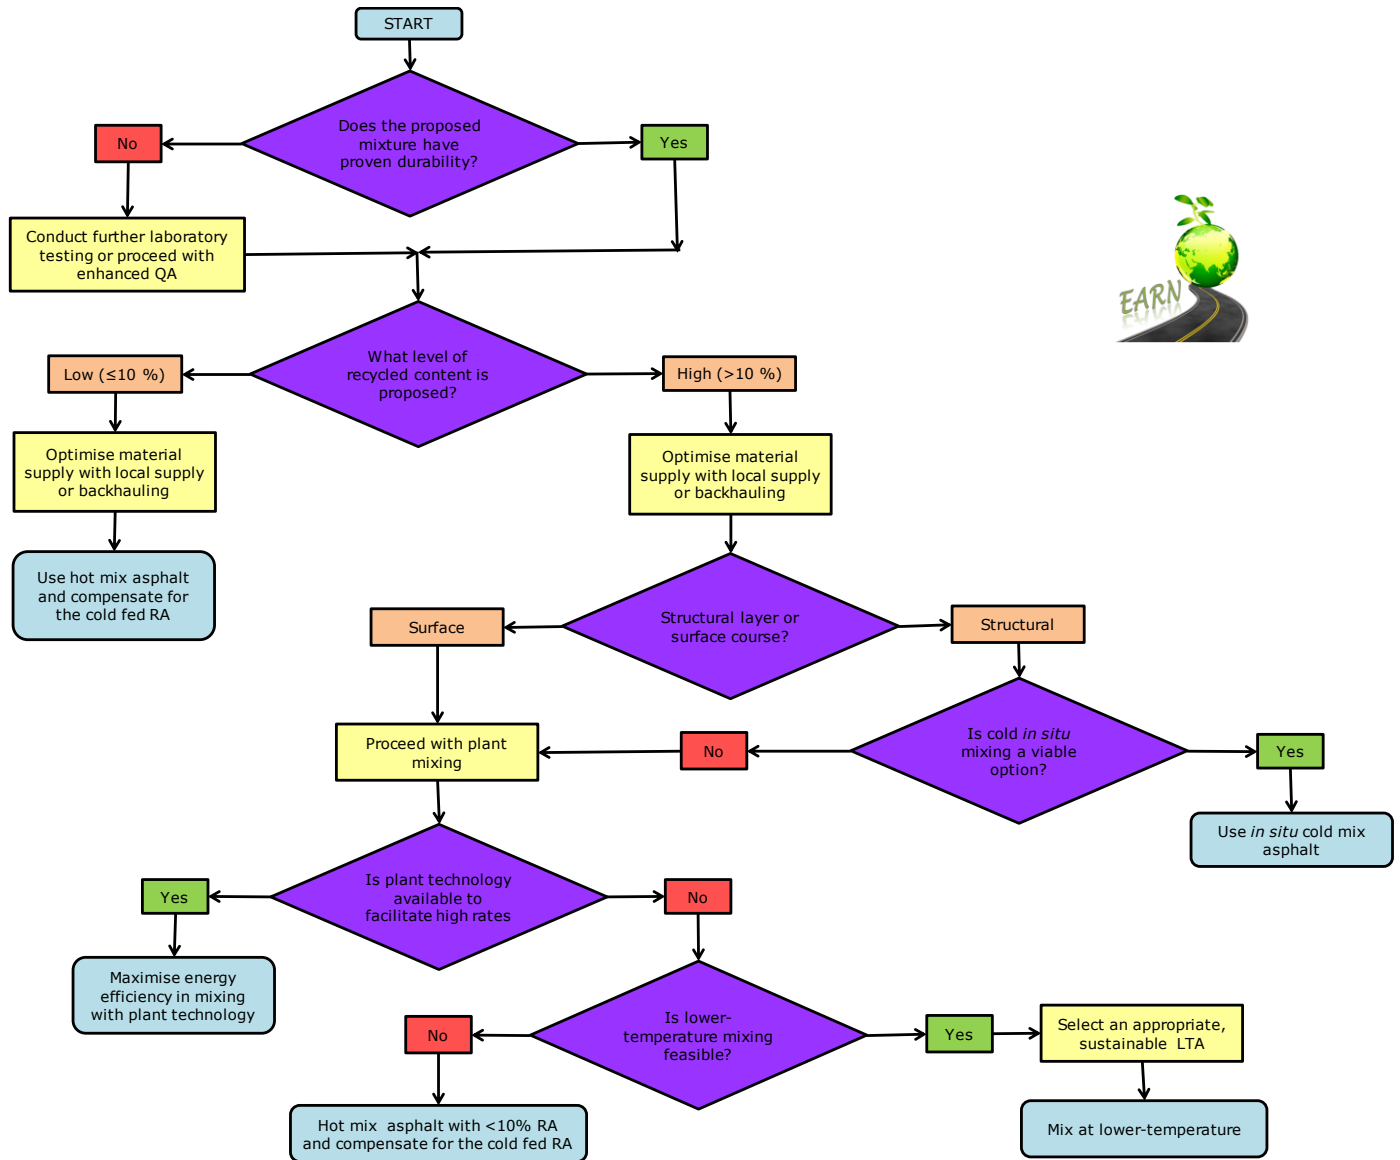 START
Does the proposed
mixture have
proven durability?
No
Yes
Conduct further laboratory
testing or proceed with
enhanced QA
EARN
What level of
recycled content is
proposed?
Low (≤10 %)
High (>10 %)
Optimise material
supply with local supply
or backhauling
Optimise material
supply with local supply
or backhauling
Use hot mix asphalt
and compensate for
the cold fed RA
Structural layer or
surface course?
Surface
Structural
Proceed with plant
mixing
No
Is cold in situ
mixing a viable
option?
Yes
Use in situ cold mix
asphalt
Is plant technology
available to
facilitate high rates
Yes
No
Maximise energy
efficiency in mixing
with plant technology
Is lower-
temperature mixing
feasible?
No
Yes
Select an appropriate,
sustainable LTA
Hot mix asphalt with <10% RA
and compensate for the cold fed RA
Mix at lower-temperature